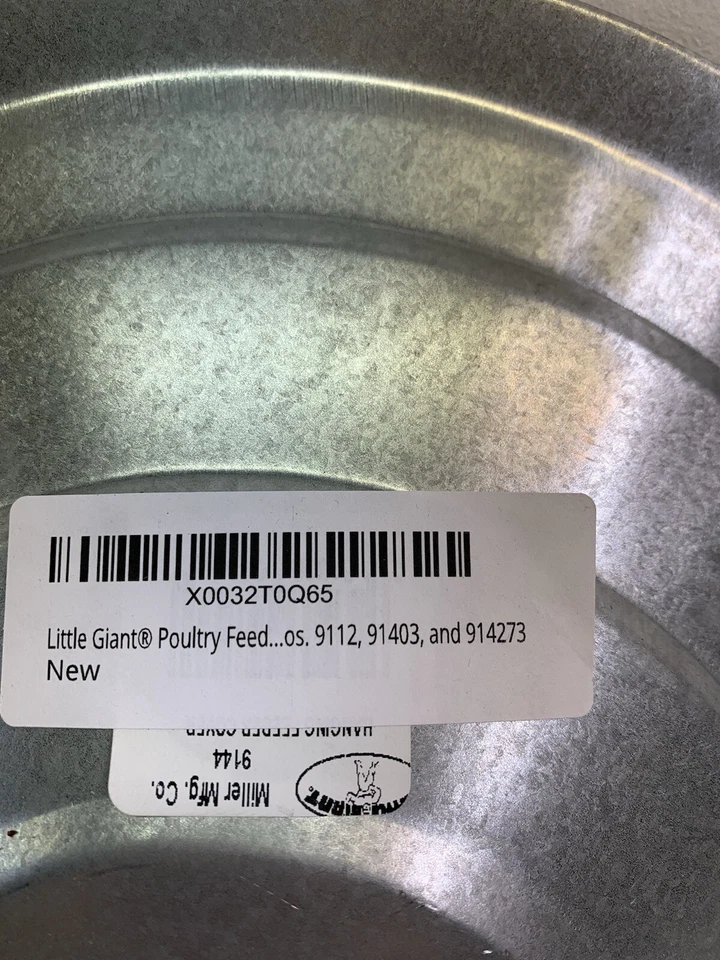 X0032T0Q65
Little Giant® Poultry Feed...os. 9112, 91403, and 914273
New
Miller Mfg. Co.
9144
HANGING FEEDER COVER